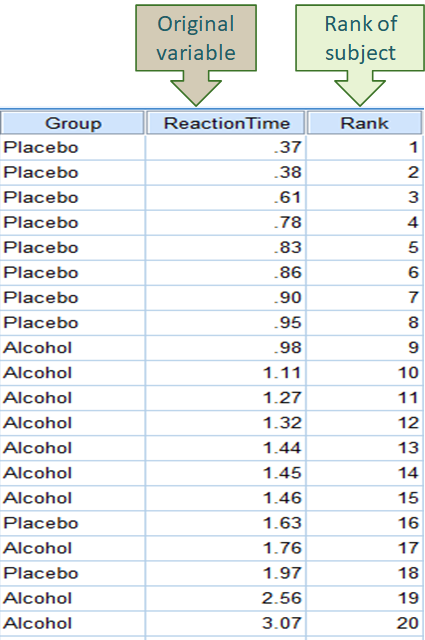 Original
variable
Rank of
subject
Group ReactionTime Rank
Placebo .37 1
Placebo .38 2
Placebo .61 3
Placebo .78 4
Placebo .83 5
Placebo .86 6
Placebo .90 7
Placebo .95 8
Alcohol .98 9
Alcohol 1.11 10
Alcohol 1.27 11
Alcohol 1.32 12
Alcohol 1.44 13
Alcohol 1.45 14
Alcohol 1.46 15
Placebo 1.63 16
Alcohol 1.76 17
Placebo 1.97 18
Alcohol 2.56 19
Alcohol 3.07 20